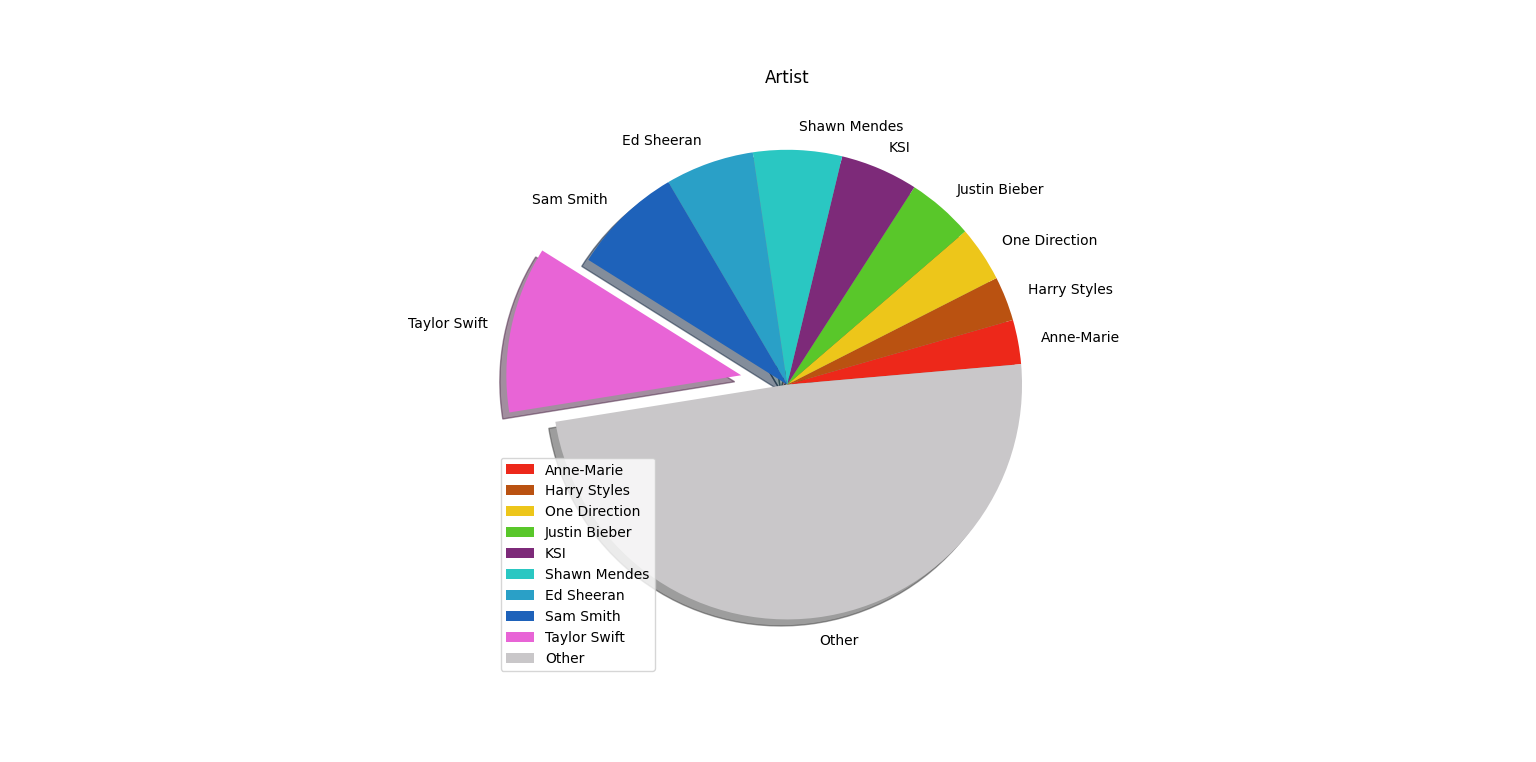 Artist
Shawn Mendes
Ed Sheeran
KSI
Justin Bieber
Sam Smith
One Direction
Harry Styles
Taylor Swift
Anne-Marie
Anne-Marie
Harry Styles
One Direction
Justin Bieber
KSI
Shawn Mendes
Ed Sheeran
Sam Smith
Taylor Swift
Other
Other